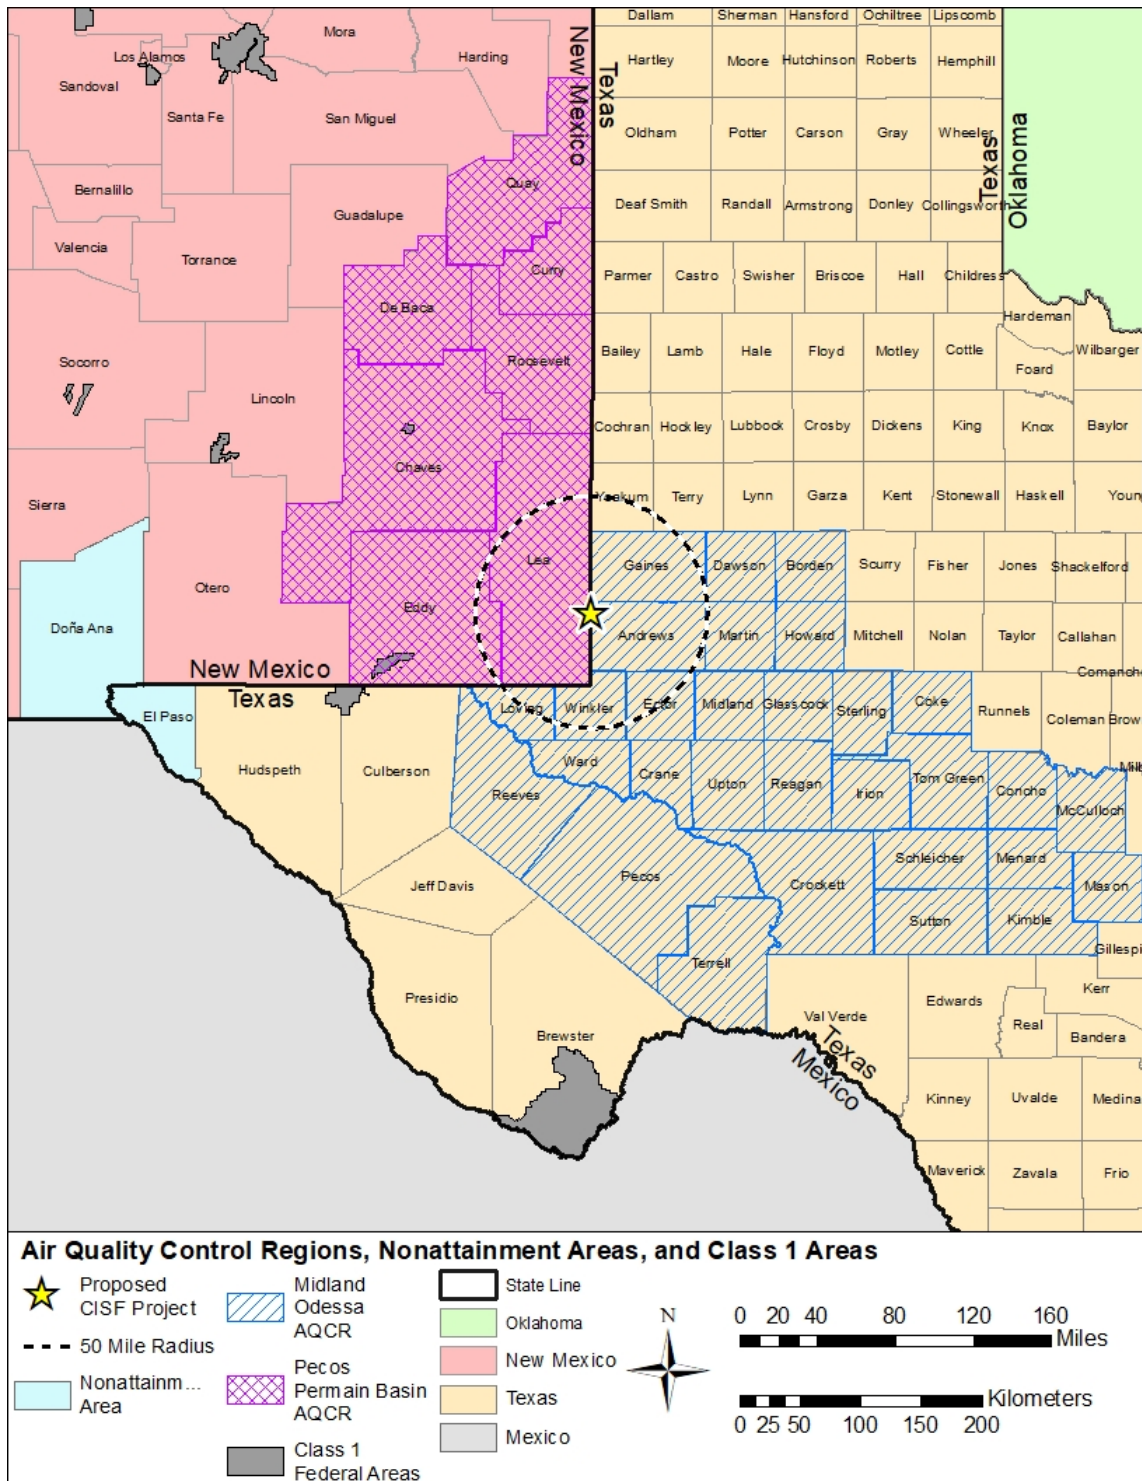 Dallam Sherman Hansford Ochiltree Lipscomb
Mora
Harding
Los Alamos
Sandoval
Santa Fe
San Miguel
New Mexico
Texas
Hartley Moore Hutchinson Roberts Hemphill
Oldham Potter Carson Gray Wheeler
Texas
Oklahoma
Bernalillo
Quay
Guadalupe
Deaf Smith Randall Armstrong Donley Collingsworth
Valencia
Torrance
Curry
Parmer Castro Swisher Briscoe Hall Childress
De Baca
Hardeman
Socorro
Roosevelt
Bailey Lamb Hale Floyd Motley Cottle
Wilbarger
Foard
Lincoln
Cochran Hockley Lubbock Crosby Dickens King Knox Baylor
Chaves
Sierra
Yoakum Terry Lynn Garza Kent Stonewall Haskell Young
Lea
Gaines Dawson Borden Scurry Fisher Jones Shackelford
Otero
Eddy
Doña Ana
Andrews Martin Howard Mitchell Nolan Taylor Callahan
Comanche
New Mexico
Texas
El Paso
Loving Winkler Ector Midland Glasscock Sterling Coke Runnels Coleman Brow
Mill
Hudspeth Culberson
Ward
Reeves
Crane Upton Reagan Irion Tom Green Concho McCulloch
Jeff Davis
Pecos
Crockett
Schleicher Menard Mason
Sutton Kimble
Gillespi
Terrell
Presidio
Brewster
Val Verde
Edwards
Kerr
Real
Bandera
Texas
Mexico
Kinney Uvalde Medina
Maverick Zavala Frio
Air Quality Control Regions, Nonattainment Areas, and Class 1 Areas
Proposed
CISF Project
50 Mile Radius
Nonattainm...
Area
Midland
Odessa
AQCR
Pecos
Permain Basin
AQCR
Class 1
Federal Areas
State Line
Oklahoma
New Mexico
Texas
Mexico
N
0 20 40 80 120 160
Miles
Kilometers
0 25 50 100 150 200